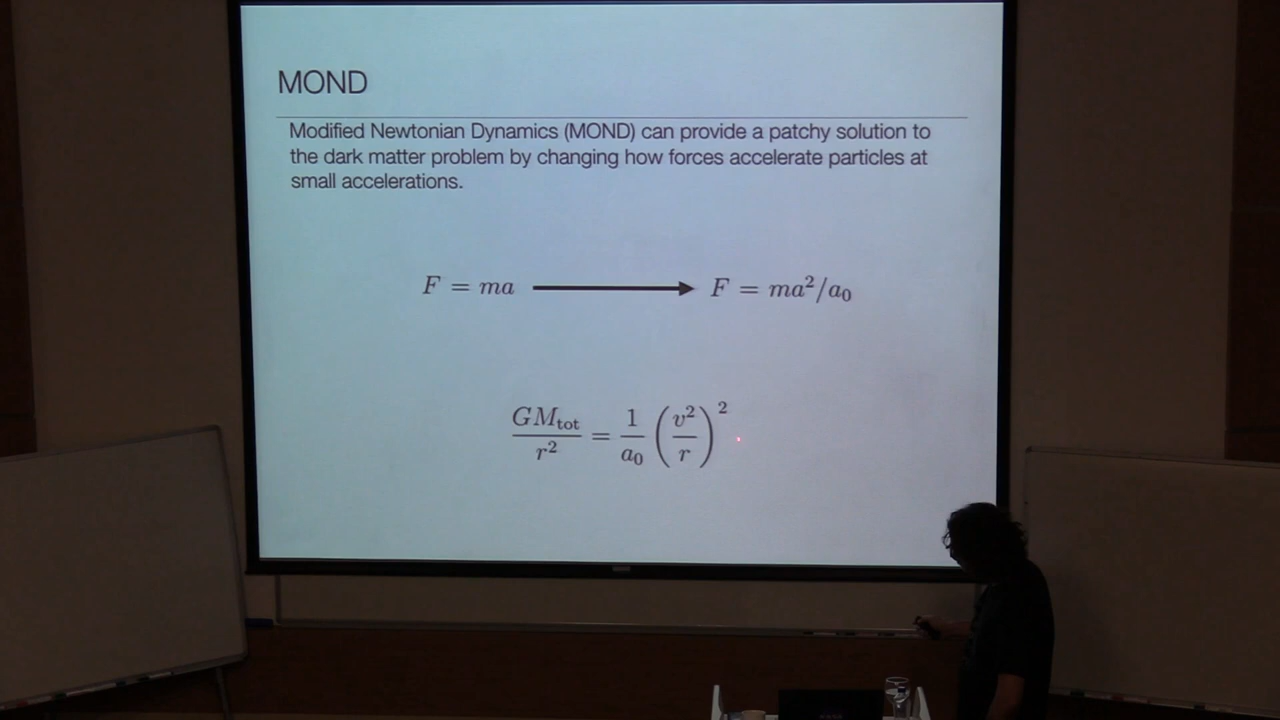 MOND
Modified Newtonian Dynamics (MOND) can provide a patchy solution to
the dark matter problem by changing how forces accelerate particles at
small accelerations.
F = ma → F = ma²/a₀
GM_tot/r² = 1/a₀ (v²/r)²